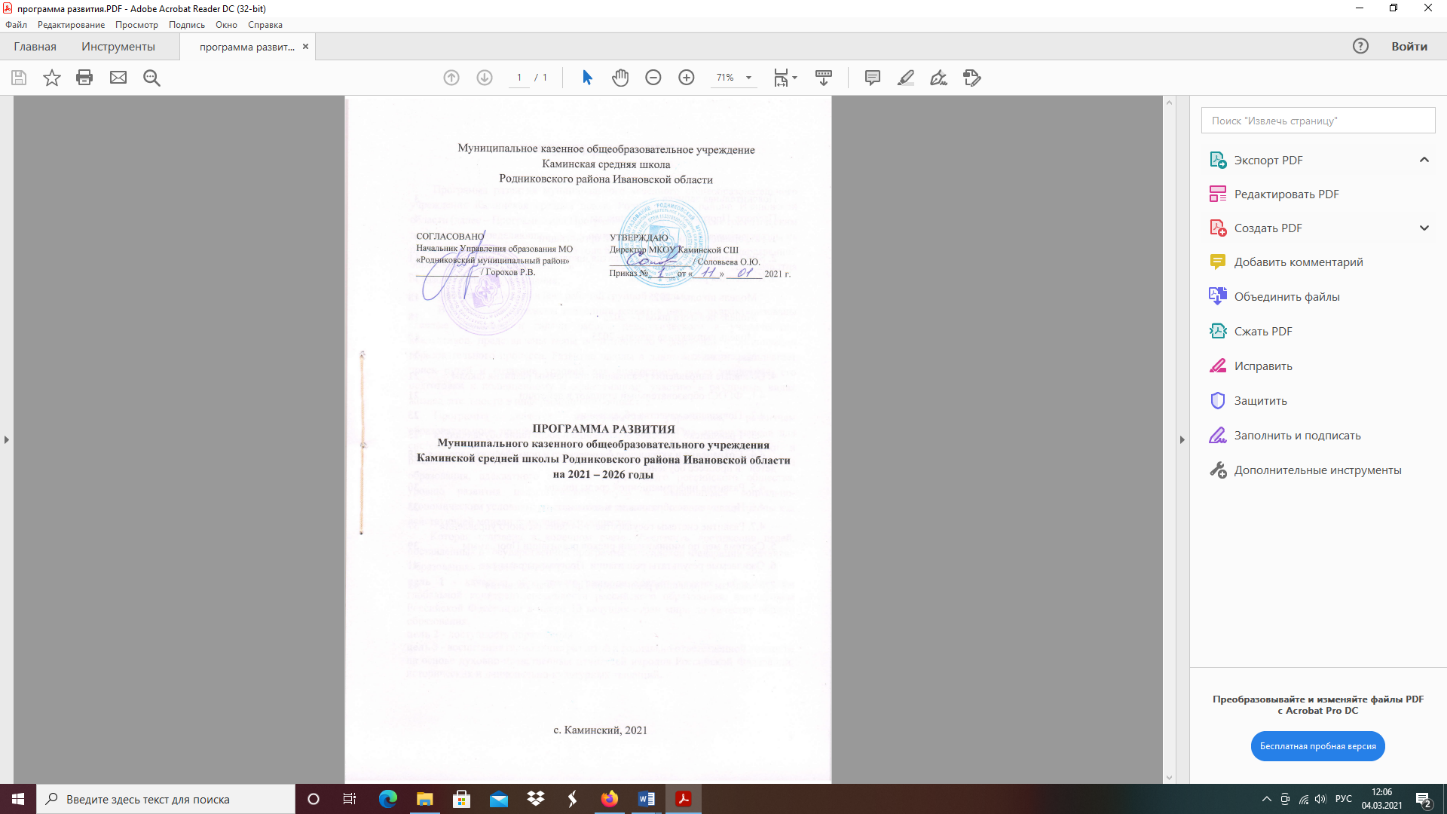 программа развития.PDF - Adobe Acrobat Reader DC (32-bit)
Файл Редактирование Просмотр Подпись Окно Справка
Главная Инструменты программа развит... × Войти
1 / 1 71%
Муниципальное казенное общеобразовательное учреждение
Каминская средняя школа
Родниковского района Ивановской области
СОГЛАСОВАНО
Начальник Управления образования МО
«Родниковский муниципальный район»
/ Горохов Р.В.
УТВЕРЖДАЮ
Директор МКОУ Каминской СШ
/ Соловьева О.Ю.
Приказ № 1 от « 11 » 01 2021 г.
ПРОГРАММА РАЗВИТИЯ
Муниципального казенного общеобразовательного учреждения
Каминской средней школы Родниковского района Ивановской области
на 2021 – 2026 годы
с. Каминский, 2021
Поиск "Извлечь страницу"
Экспорт PDF
Редактировать PDF
Создать PDF
Добавить комментарий
Объединить файлы
Сжать PDF
Исправить
Защитить
Заполнить и подписать
Дополнительные инструменты
Преобразовывайте и изменяйте файлы PDF
с Acrobat Pro DC
Бесплатная пробная версия
Введите здесь текст для поиска
РУС
12:06
04.03.2021
2